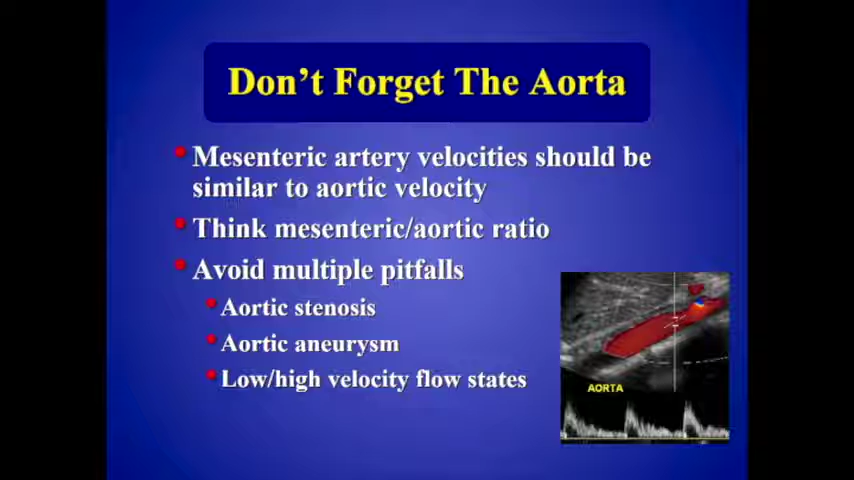 Don't Forget The Aorta
Mesenteric artery velocities should be
similar to aortic velocity
Think mesenteric/aortic ratio
Avoid multiple pitfalls
Aortic stenosis
Aortic aneurysm
Low/high velocity flow states
AORTA